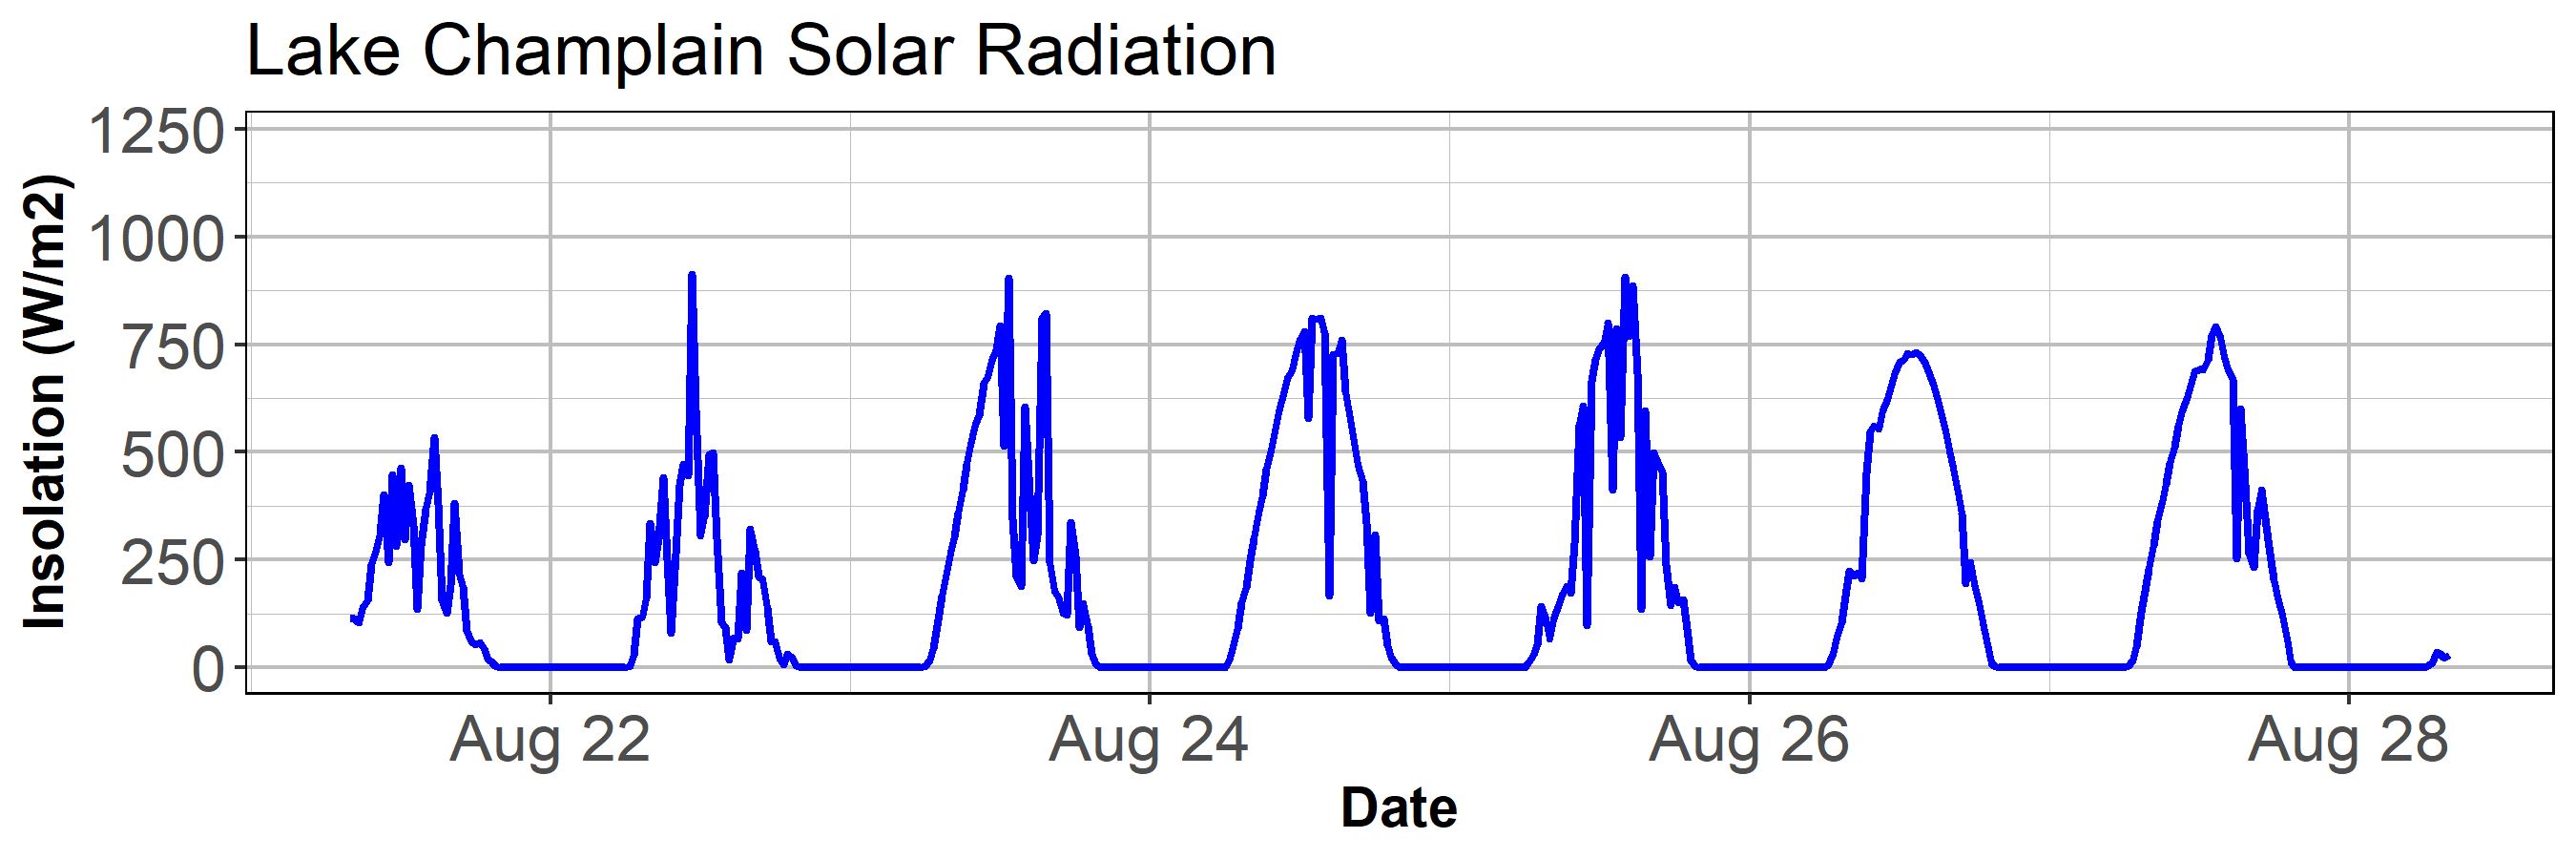 Lake Champlain Solar Radiation
1250
1000
750
500
250
0
Insolation (W/m2)
Aug 22 Aug 24 Aug 26 Aug 28
Date